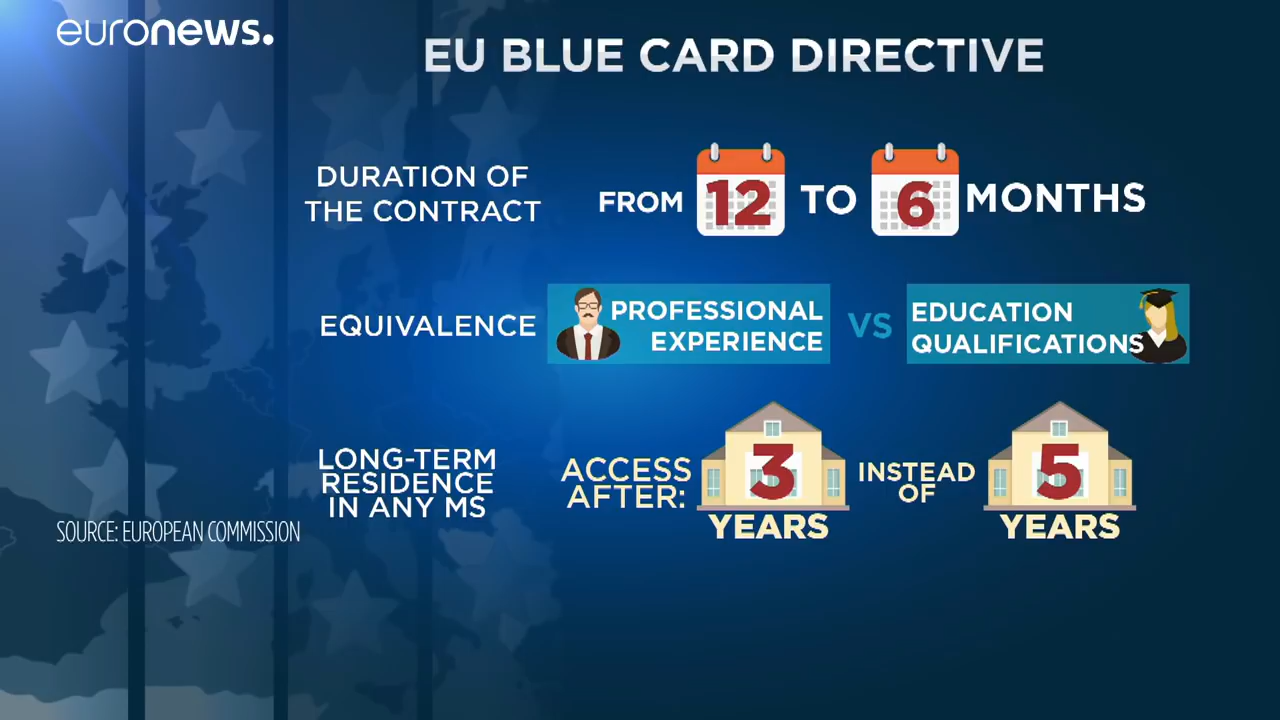 euronews.
EU BLUE CARD DIRECTIVE
DURATION OF
THE CONTRACT
FROM 12 TO 6 MONTHS
EQUIVALENCE
PROFESSIONAL
EXPERIENCE
VS
EDUCATION
QUALIFICATIONS
LONG-TERM
RESIDENCE
IN ANY MS
ACCESS
AFTER:
3
YEARS
INSTEAD
OF
5
YEARS
SOURCE: EUROPEAN COMMISSION